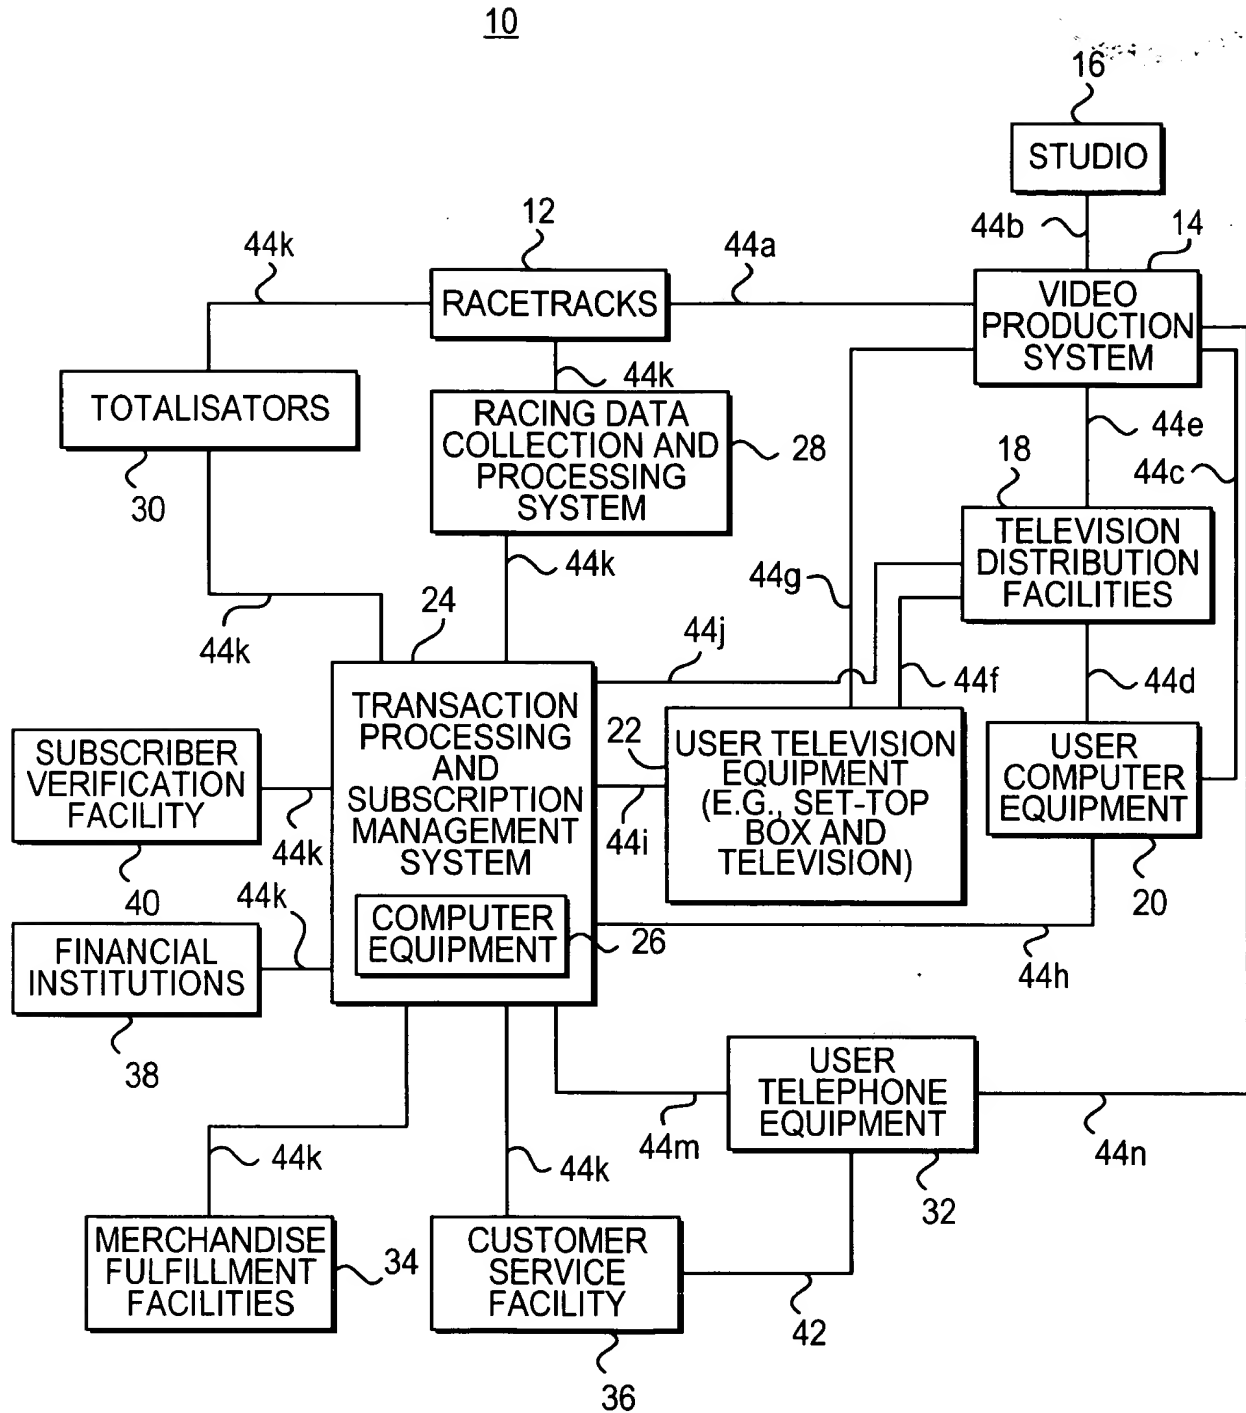 10
16
STUDIO
44b
14
12
44k
44a
RACETRACKS
VIDEO
PRODUCTION
SYSTEM
44k
TOTALISATORS
30
RACING DATA
COLLECTION AND
PROCESSING
SYSTEM
28
44e
44c
18
TELEVISION
DISTRIBUTION
FACILITIES
44k
44g
44k
24
44j
44f
44d
TRANSACTION
PROCESSING
AND
SUBSCRIPTION
MANAGEMENT
SYSTEM
SUBSCRIBER
VERIFICATION
FACILITY
44k
40
22
44i
USER TELEVISION
EQUIPMENT
(E.G., SET-TOP
BOX AND
TELEVISION)
USER
COMPUTER
EQUIPMENT
20
44k
COMPUTER
EQUIPMENT
26
FINANCIAL
INSTITUTIONS
38
44h
USER
TELEPHONE
EQUIPMENT
44m
44n
32
44k
44k
MERCHANDISE
FULFILLMENT
FACILITIES
34
CUSTOMER
SERVICE
FACILITY
42
36